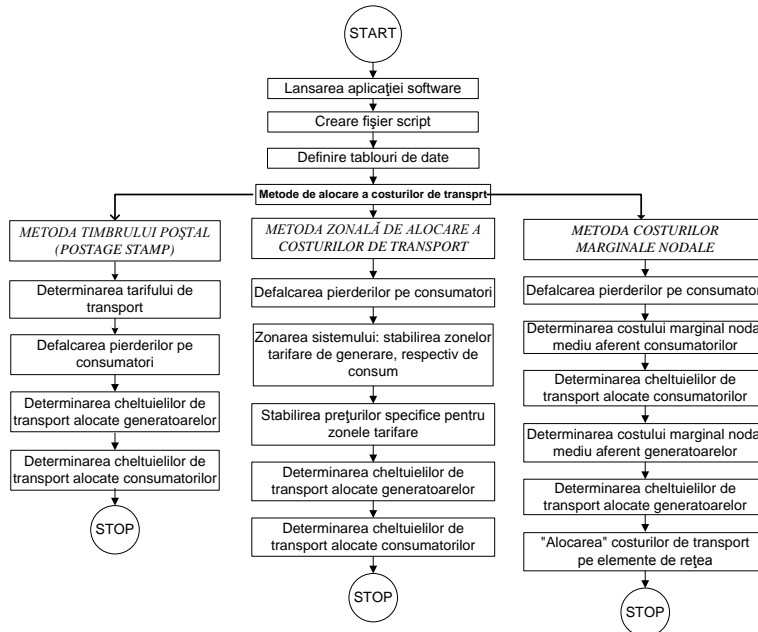 START
Lansarea aplicaţiei software
Creare fişier script
Definire tablouri de date
Metode de alocare a costurilor de transprt
METODA TIMBRULUI POŞTAL
(POSTAGE STAMP)
Determinarea tarifului de
transport
Defalcarea pierderilor pe
consumatori
Determinarea cheltuielilor de
transport alocate generatoarelor
Determinarea cheltuielilor de
transport alocate consumatorilor
STOP
METODA ZONALĂ DE ALOCARE A
COSTURILOR DE TRANSPORT
Defalcarea pierderilor pe consumatori
Zonarea sistemului: stabilirea zonelor
tarifare de generare, respectiv de
consum
Stabilirea preţurilor specifice pentru
zonele tarifare
Determinarea cheltuielilor de
transport alocate generatoarelor
Determinarea cheltuielilor de
transport alocate consumatorilor
STOP
METODA COSTURILOR
MARGINALE NODALE
Defalcarea pierderilor pe consumator
Determinarea costului marginal noda
mediu aferent consumatorilor
Determinarea cheltuielilor de
transport alocate consumatorilor
Determinarea costului marginal noda
mediu aferent generatoarelor
Determinarea cheltuielilor de
transport alocate generatoarelor
"Alocarea" costurilor de transport
pe elemente de reţea
STOP